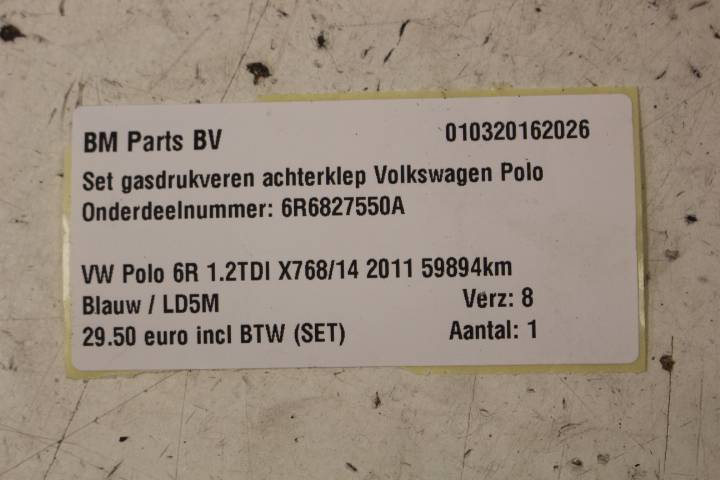 BM Parts BV 010320162026
Set gasdrukveren achterklep Volkswagen Polo
Onderdeelnummer: 6R6827550A
VW Polo 6R 1.2TDI X768/14 2011 59894km
Blauw / LD5M Verz: 8
29.50 euro incl BTW (SET) Aantal: 1